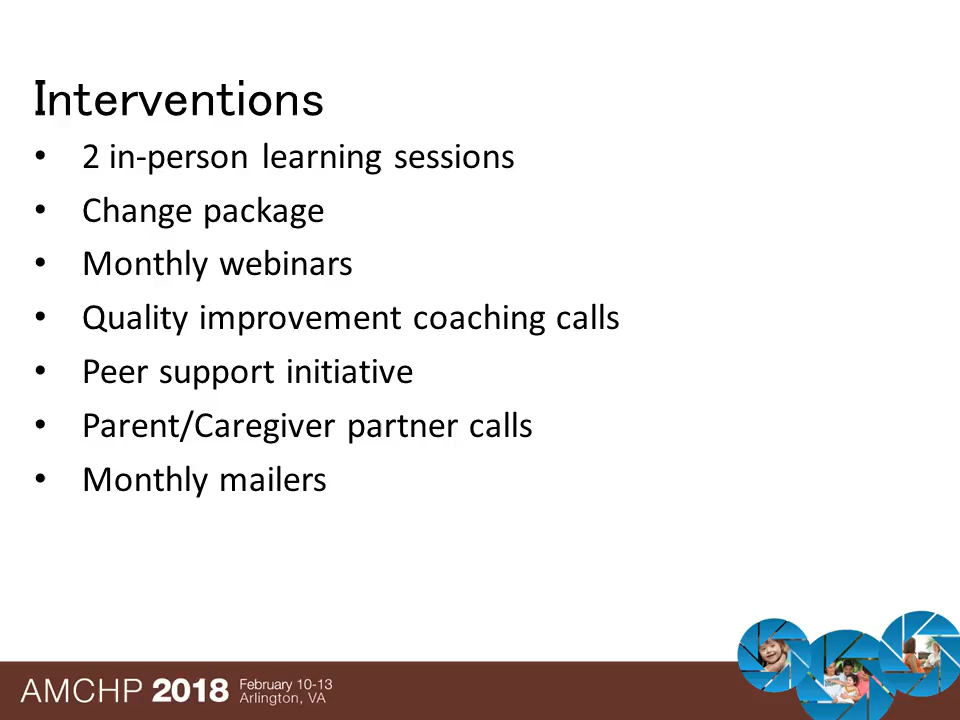 Interventions
• 2 in-person learning sessions
• Change package
• Monthly webinars
• Quality improvement coaching calls
• Peer support initiative
• Parent/Caregiver partner calls
• Monthly mailers
AMCHP 2018 February 10-13
Arlington, VA